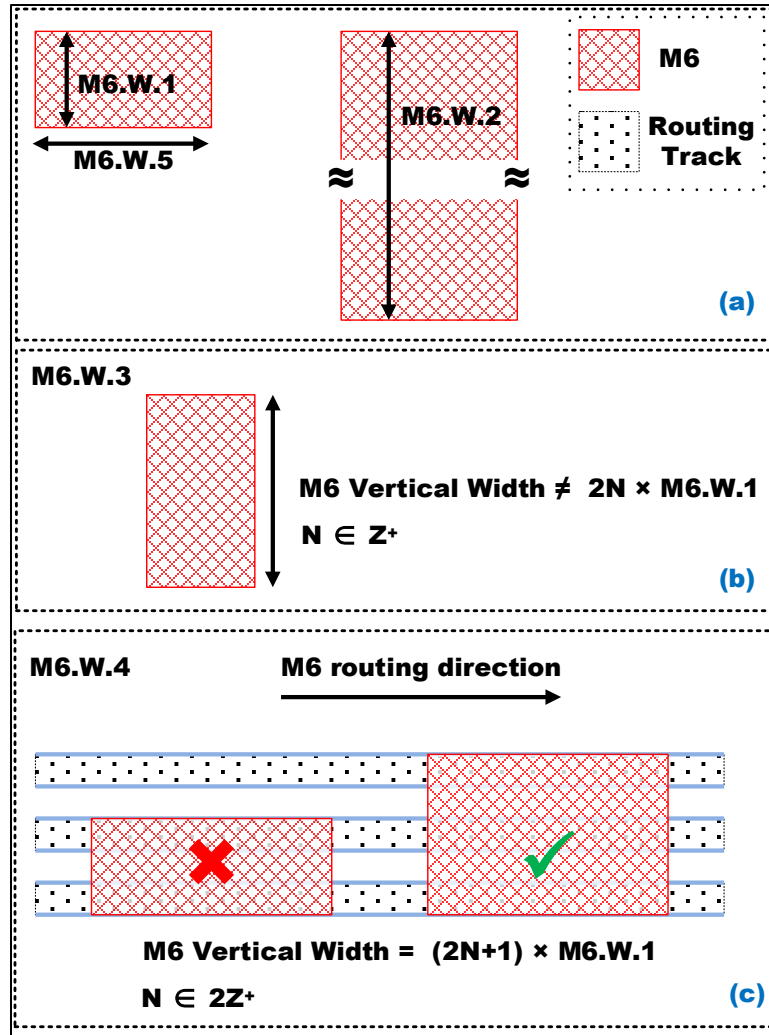 M6.W.1
M6.W.5
M6.W.2
≈ ≈
M6
Routing
Track
(a)
M6.W.3
M6 Vertical Width ≠ 2N × M6.W.1
N ∈ Z⁺
(b)
M6.W.4
M6 routing direction
M6 Vertical Width = (2N+1) × M6.W.1
N ∈ 2Z⁺
(c)